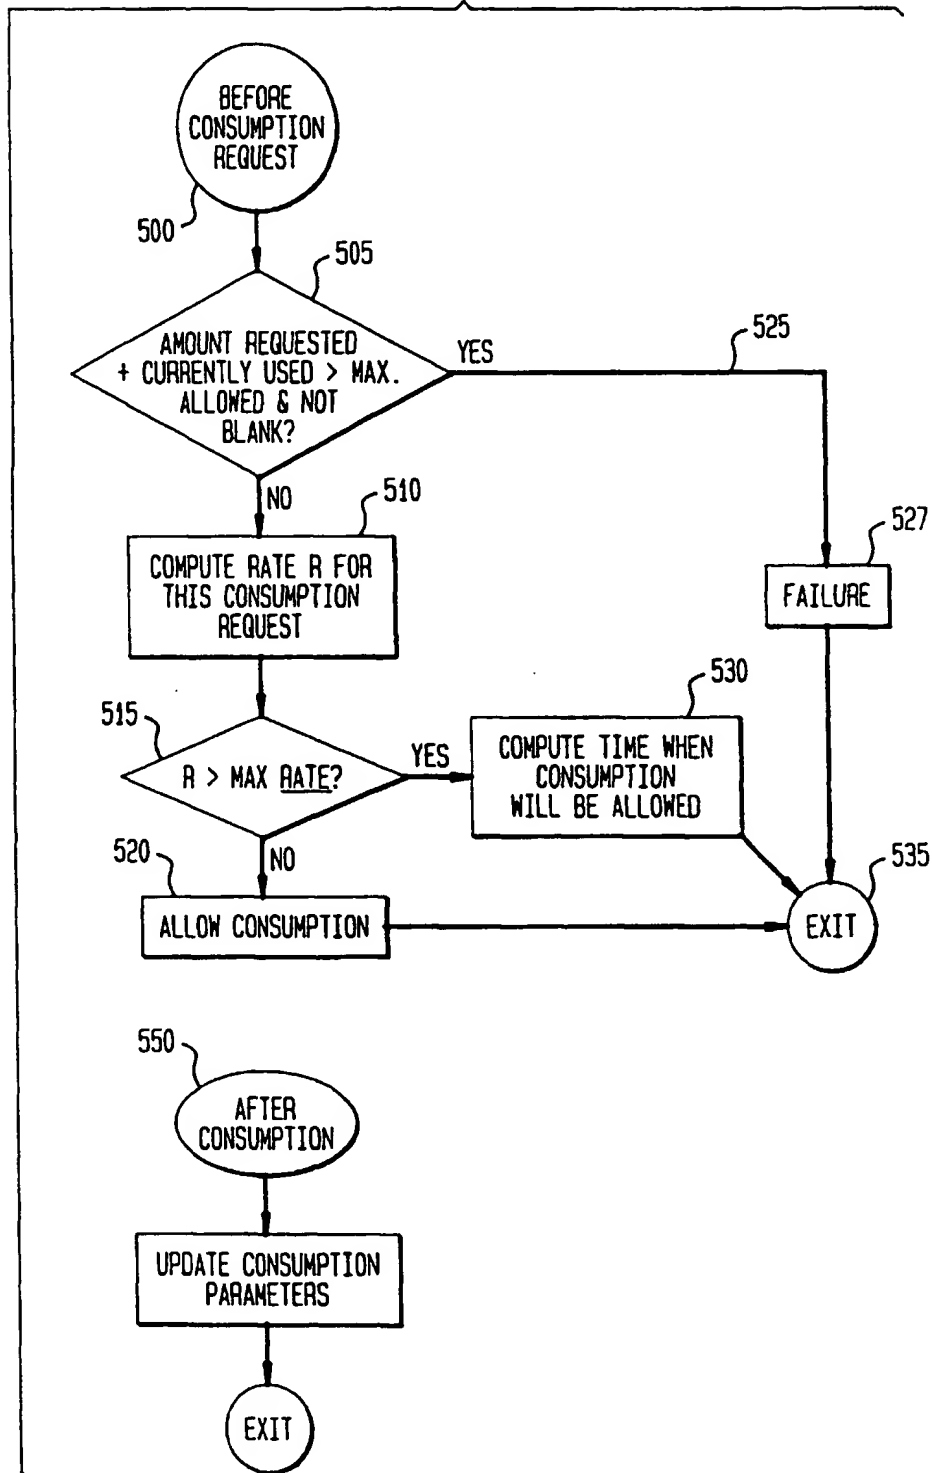 BEFORE
CONSUMPTION
REQUEST
500
505
AMOUNT REQUESTED
+ CURRENTLY USED > MAX.
ALLOWED & NOT
BLANK?
YES
525
NO
510
COMPUTE RATE R FOR
THIS CONSUMPTION
REQUEST
527
FAILURE
515
R > MAX RATE?
YES
530
COMPUTE TIME WHEN
CONSUMPTION
WILL BE ALLOWED
NO
520
ALLOW CONSUMPTION
535
EXIT
550
AFTER
CONSUMPTION
UPDATE CONSUMPTION
PARAMETERS
EXIT